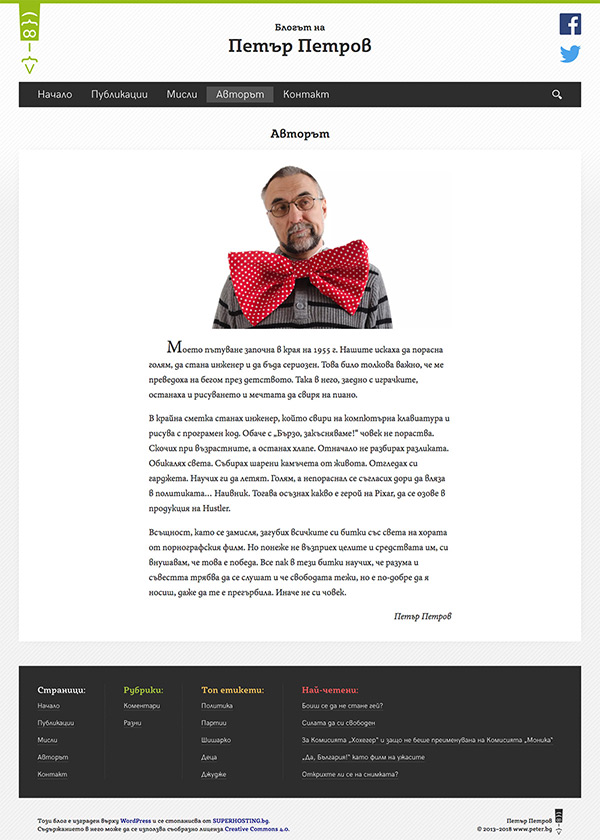 Блогът на
Петър Петров
Начало Публикации Мисли Авторът Контакт
Авторът
Моето пътуване започна в края на 1955 г. Нашите искаха да порасна
голям, да стана инженер и да бъда сериозен. Това било толкова важно, че ме
преведоха на бегом през детството. Така в него, заедно с играчките,
останаха и рисуването и мечтата да свиря на пиано.
В крайна сметка станах инженер, който свири на компютърна клавиатура и
рисува с програмен код. Обаче с „Бързо, закъсняваме!“ човек не пораства.
Скочих при възрастните, а останах хлапе. Отначало не разбирах разликата.
Обикалях света. Събирах шарени камъчета от живота. Отгледах си
гарджета. Научих ги да летят. Голям, а непораснал се съгласих дори да вляза
в политиката... Наивник. Тогава осъзнах какво е герой на Pixar, да се озове в
продукция на Hustler.
Всъщност, като се замисля, загубих всичките си битки със света на хората
от порнографския филм. Но понеже не възприех целите и средствата им, си
внушавам, че това е победа. Все пак в тези битки научих, че разума и
съвестта трябва да се слушат и че свободата тежи, но е по-добре да я
носиш, даже да те е прегърбила. Иначе не си човек.
Петър Петров
Страници:
Начало
Публикации
Мисли
Авторът
Контакт
Рубрики:
Коментари
Разни
Топ етикети:
Политика
Партии
Шишарко
Деца
Джудже
Най-четени:
Боиш се да не стане гей?
Силата да си свободен
За Комисията „Хохегер“ и защо не беше преименувана на Комисията „Моника“
„Да, България!“ като филм на ужасите
Открихте ли се на снимката?
Този блог е изграден върху WordPress и се стопанисва от SUPERHOSTING.bg.
Съдържанието в него може да се използва съобразно лиценза Creative Commons 4.0.
Петър Петров
© 2013-2018 www.peter.bg